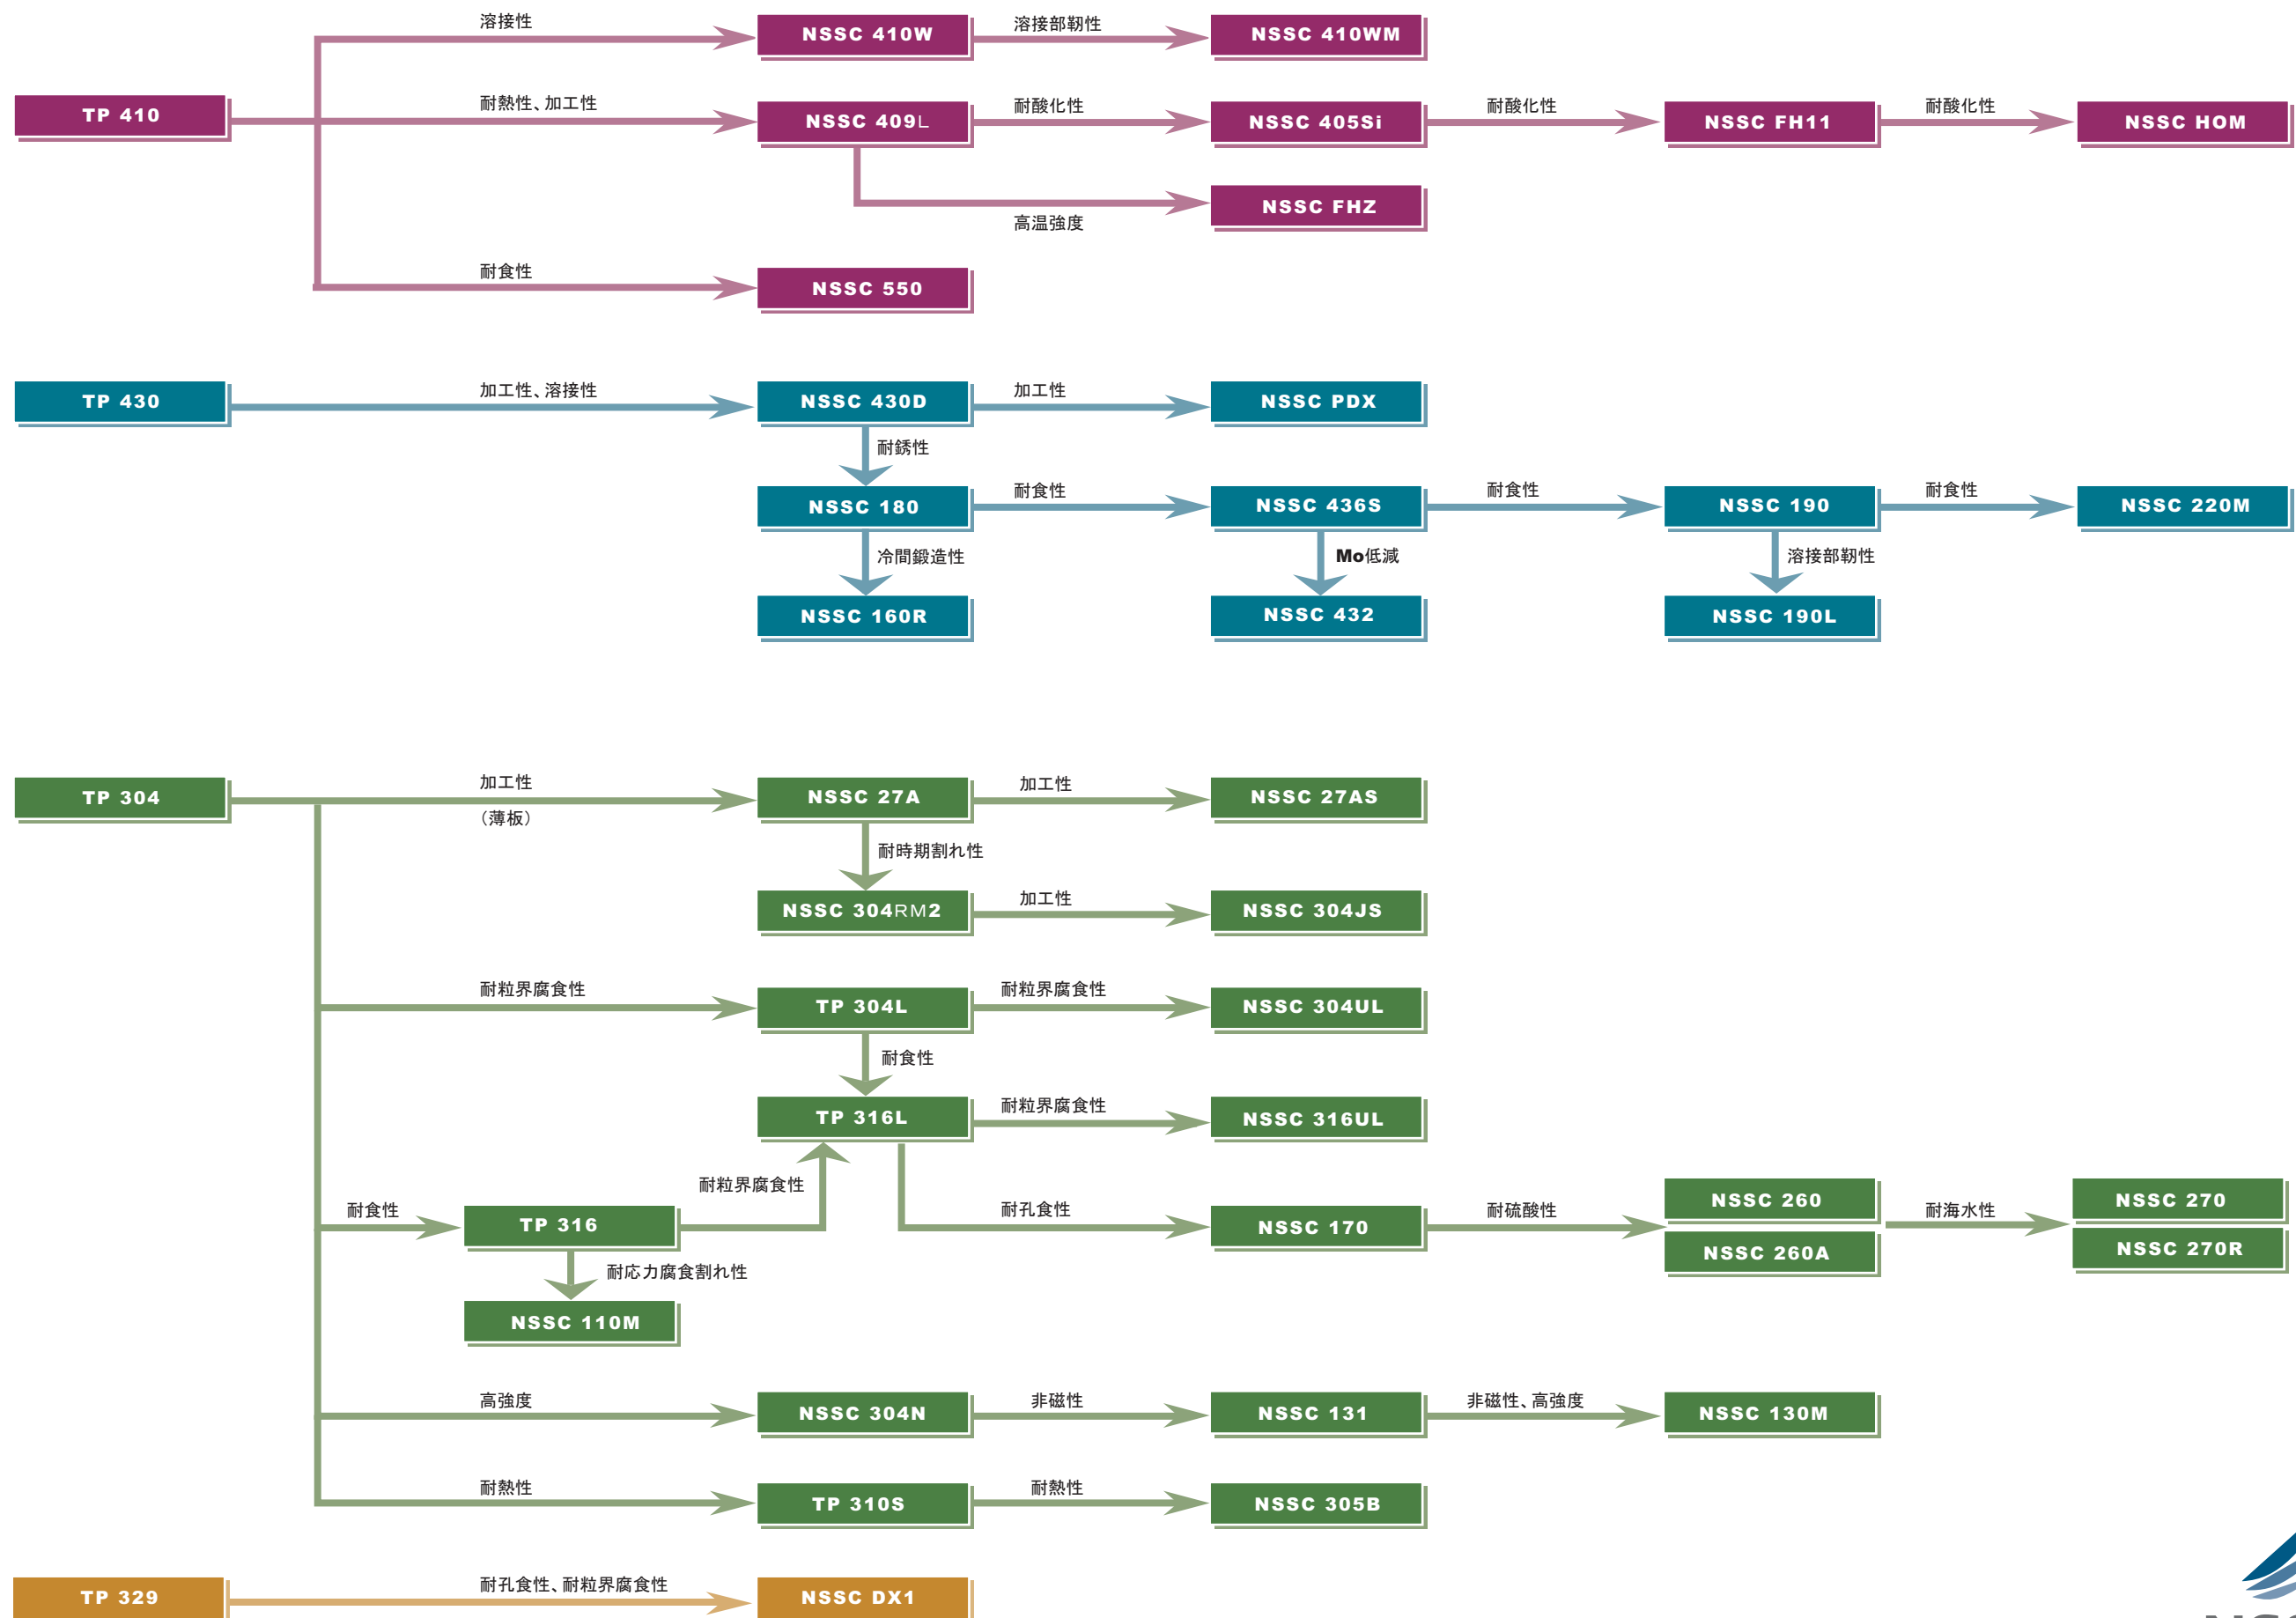 溶接性
NSSC 410W
溶接部靭性
NSSC 410WM
TP 410
耐熱性、加工性
NSSC 409L
耐酸化性
NSSC 405Si
耐酸化性
NSSC FH11
耐酸化性
NSSC HOM
NSSC FHZ
高温強度
耐食性
NSSC 550
TP 430
加工性、溶接性
NSSC 430D
加工性
NSSC PDX
耐銹性
NSSC 180
耐食性
NSSC 436S
耐食性
NSSC 190
耐食性
NSSC 220M
冷間鍛造性
Mo低減
溶接部靭性
NSSC 160R
NSSC 432
NSSC 190L
TP 304
加工性
(薄板)
NSSC 27A
加工性
NSSC 27AS
耐時期割れ性
NSSC 304RM2
加工性
NSSC 304JS
耐粒界腐食性
TP 304L
耐粒界腐食性
NSSC 304UL
耐食性
TP 316L
耐粒界腐食性
NSSC 316UL
耐粒界腐食性
耐食性
TP 316
耐孔食性
NSSC 170
耐硫酸性
NSSC 260
NSSC 260A
耐海水性
NSSC 270
NSSC 270R
耐応力腐食割れ性
NSSC 110M
高強度
NSSC 304N
非磁性
NSSC 131
非磁性、高強度
NSSC 130M
耐熱性
TP 310S
耐熱性
NSSC 305B
TP 329
耐孔食性、耐粒界腐食性
NSSC DX1